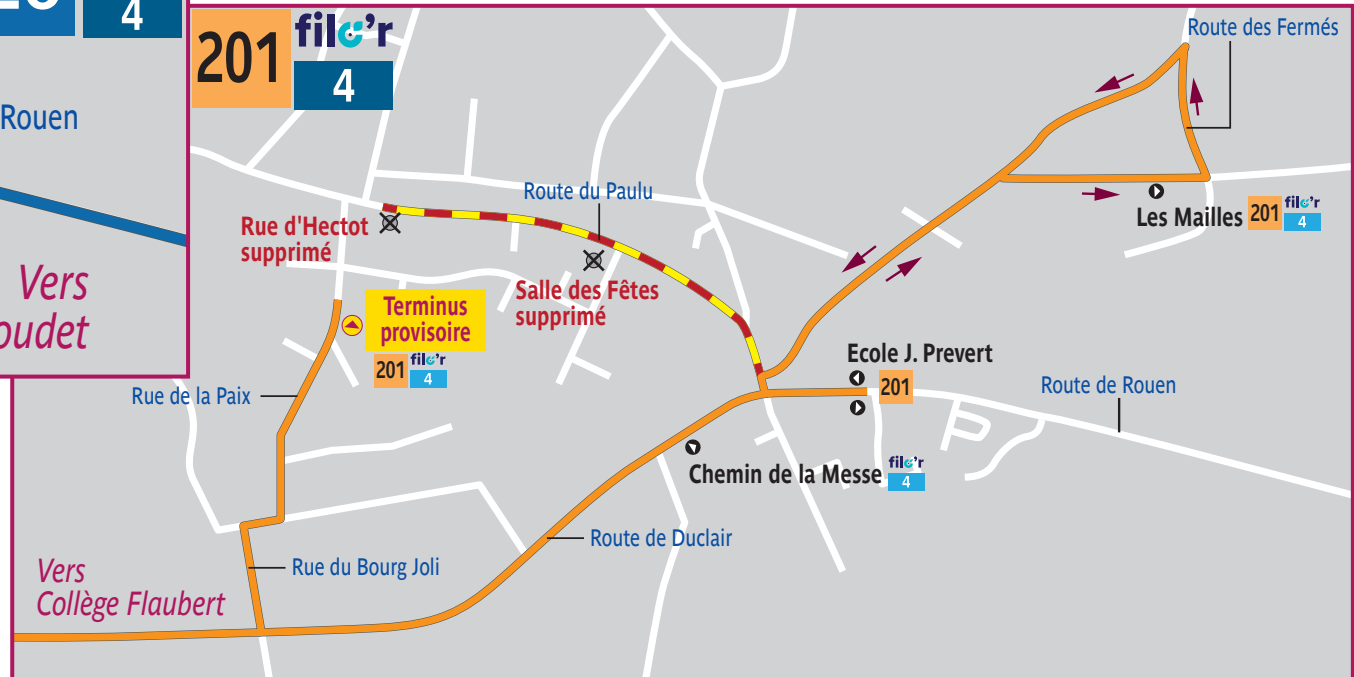 4
Rouen
Vers
201
filo'r
4
Route des Fermés
Route du Paulu
Rue d'Hectot
supprimé
Salle des Fêtes
supprimé
Les Mailles
201
filo'r
4
Terminus
provisoire
201
filo'r
4
Ecole J. Prevert
201
Rue de la Paix
Route de Rouen
Chemin de la Messe
filo'r
4
Route de Duclair
Rue du Bourg Joli
Vers
Collège Flaubert